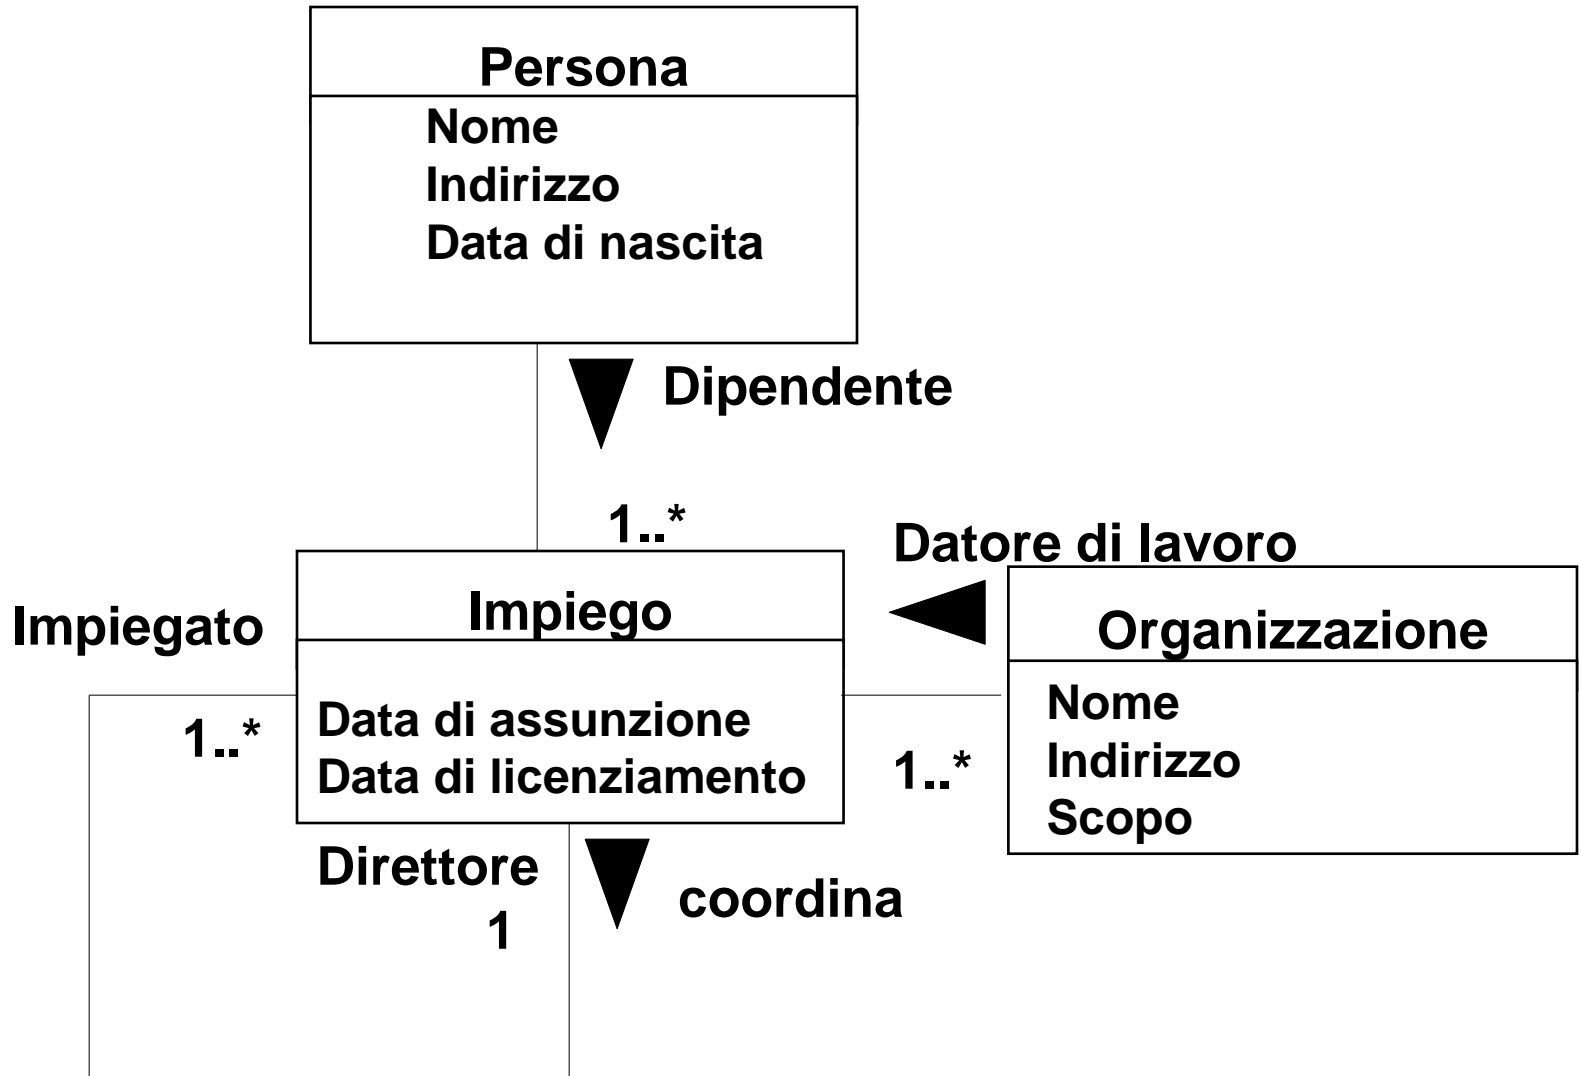 Persona
Nome
Indirizzo
Data di nascita
Dipendente
1..*
Datore di lavoro
Impiegato
Impiego
Organizzazione
1..*
Data di assunzione
Data di licenziamento
1..*
Nome
Indirizzo
Scopo
Direttore
1
coordina